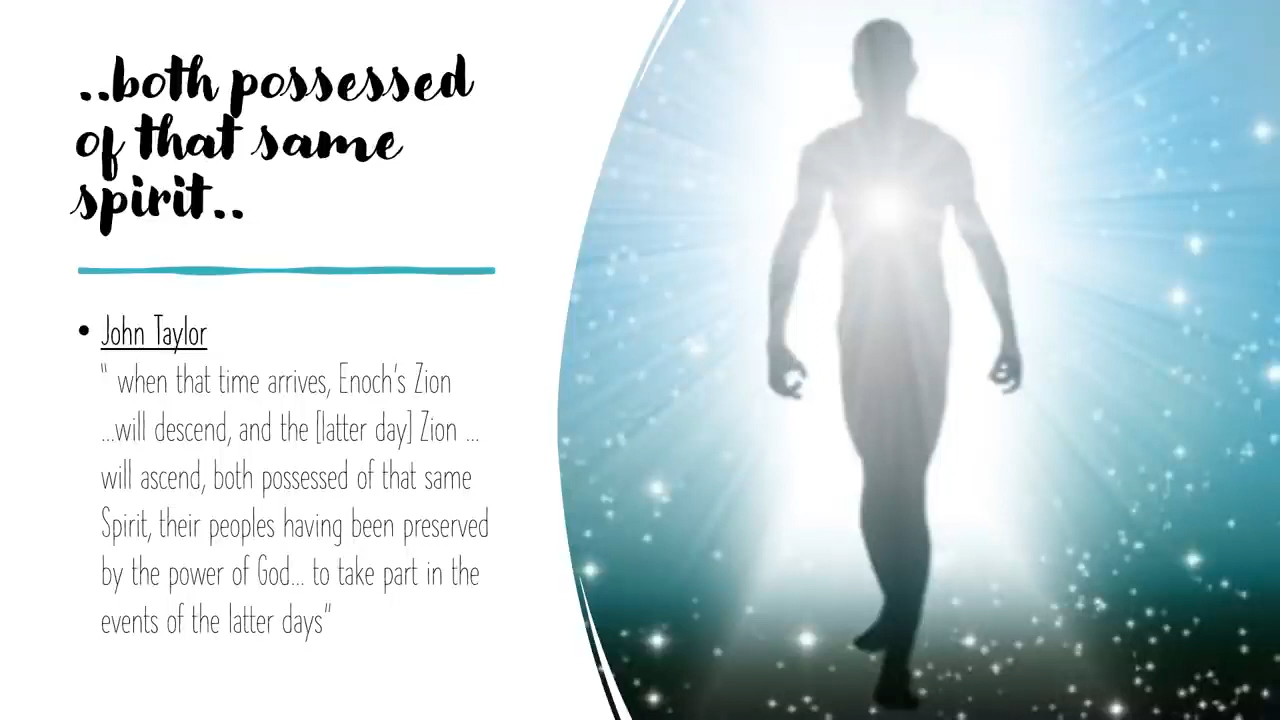 ..both possessed
of that same
spirit..
• John Taylor
“ when that time arrives, Enoch's Zion
...will descend, and the [latter day] Zion ...
will ascend, both possessed of that same
Spirit, their peoples having been preserved
by the power of God... to take part in the
events of the latter days”